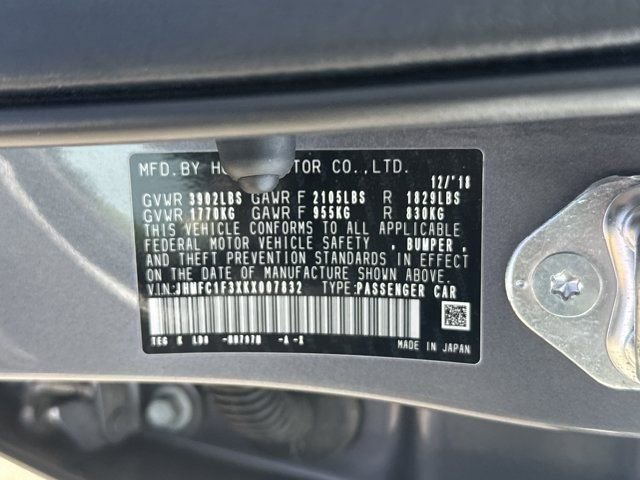 MFD.BY TOR CO.,LTD.
12/'18
GVWR 3902LBS GAWR F 2105LBS R 1829LBS
GVWR 1770KG GAWR F 955KG R 830KG
THIS VEHICLE CONFORMS TO ALL APPLICABLE
FEDERAL MOTOR VEHICLE SAFETY , BUMPER ,
AND THEFT PREVENTION STANDARDS IN EFFECT
ON THE DATE OF MANUFACTURE SHOWN ABOVE.
V.I.N: JHMFC1F3XKX007832 TYPE:PASSENGER CAR
MADE IN JAPAN